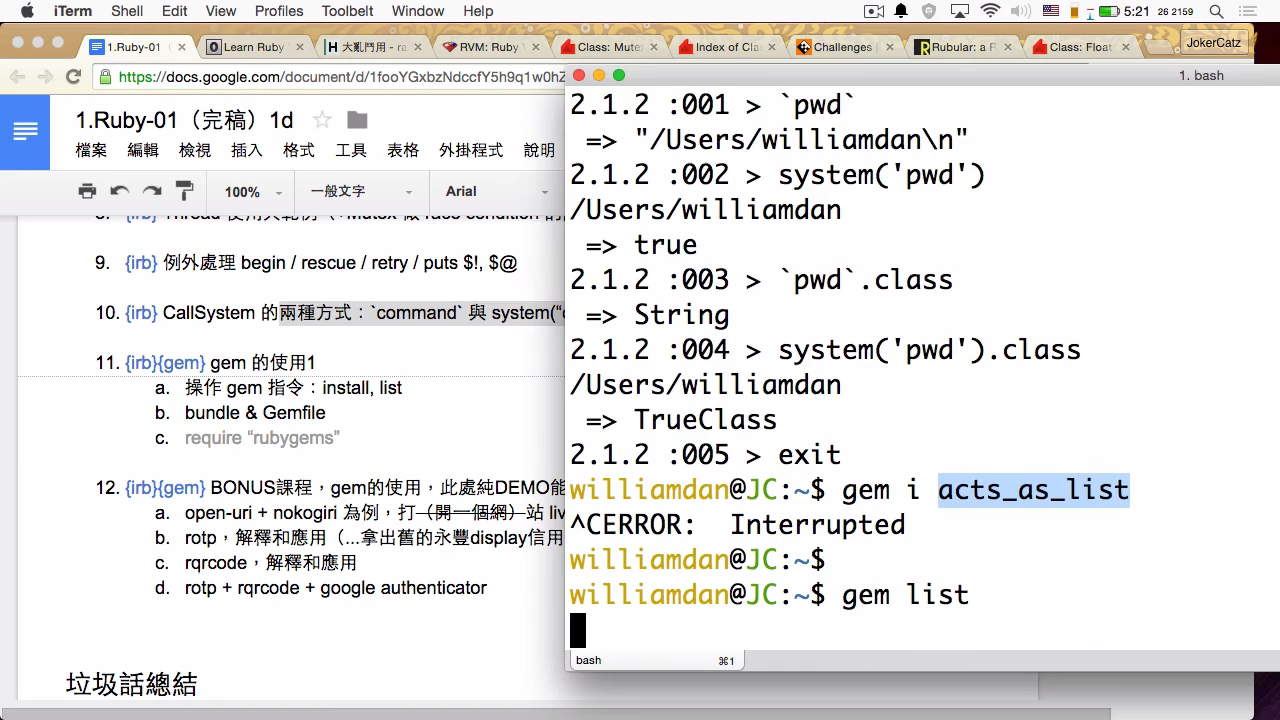 iTerm Shell Edit View Profiles Toolbelt Window Help 5:21 26 2159
1.Ruby-01 Learn Ruby 大亂鬥用 - ra RVM: Ruby Class: Mute Index of Cla Challenges Rubular: a R Class: Float JokerCatz
https://docs.google.com/document/d/1fooYGxbzNdccfY5h9q1w0hZ
1. bash
1.Ruby-01（完稿）1d
檔案 編輯 檢視 插入 格式 工具 表格 外掛程式 說明
100% 一般文字 Arial
9. {irb} 例外處理 begin / rescue / retry / puts $!, $@
10. {irb} CallSystem 的兩種方式：`command` 與 system("
11. {irb}{gem} gem 的使用1
a. 操作 gem 指令：install, list
b. bundle & Gemfile
c. require “rubygems”
12. {irb}{gem} BONUS課程，gem的使用，此處純DEMO能
a. open-uri + nokogiri 為例，打（開一個網）站 liv
b. rotp，解釋和應用（...拿出舊的永豐display信用
c. rqrcode，解釋和應用
d. rotp + rqrcode + google authenticator
垃圾話總結
2.1.2 :001 > `pwd`
=> "/Users/williamdan\n"
2.1.2 :002 > system('pwd')
/Users/williamdan
=> true
2.1.2 :003 > `pwd`.class
=> String
2.1.2 :004 > system('pwd').class
/Users/williamdan
=> TrueClass
2.1.2 :005 > exit
williamdan@JC:~$ gem i acts_as_list
^CERROR:  Interrupted
williamdan@JC:~$
williamdan@JC:~$ gem list
bash ⌘1